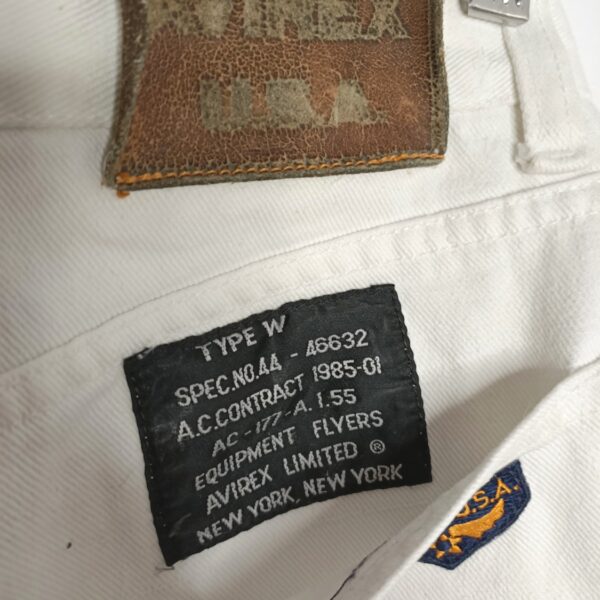 AVIREX
U.S.A.
TYPE W
SPEC.NO.44 - 46632
A.C.CONTRACT 1985-01
AC -177-A. 1.55
EQUIPMENT FLYERS
AVIREX LIMITED ®
NEW YORK, NEW YORK
U.S.A.